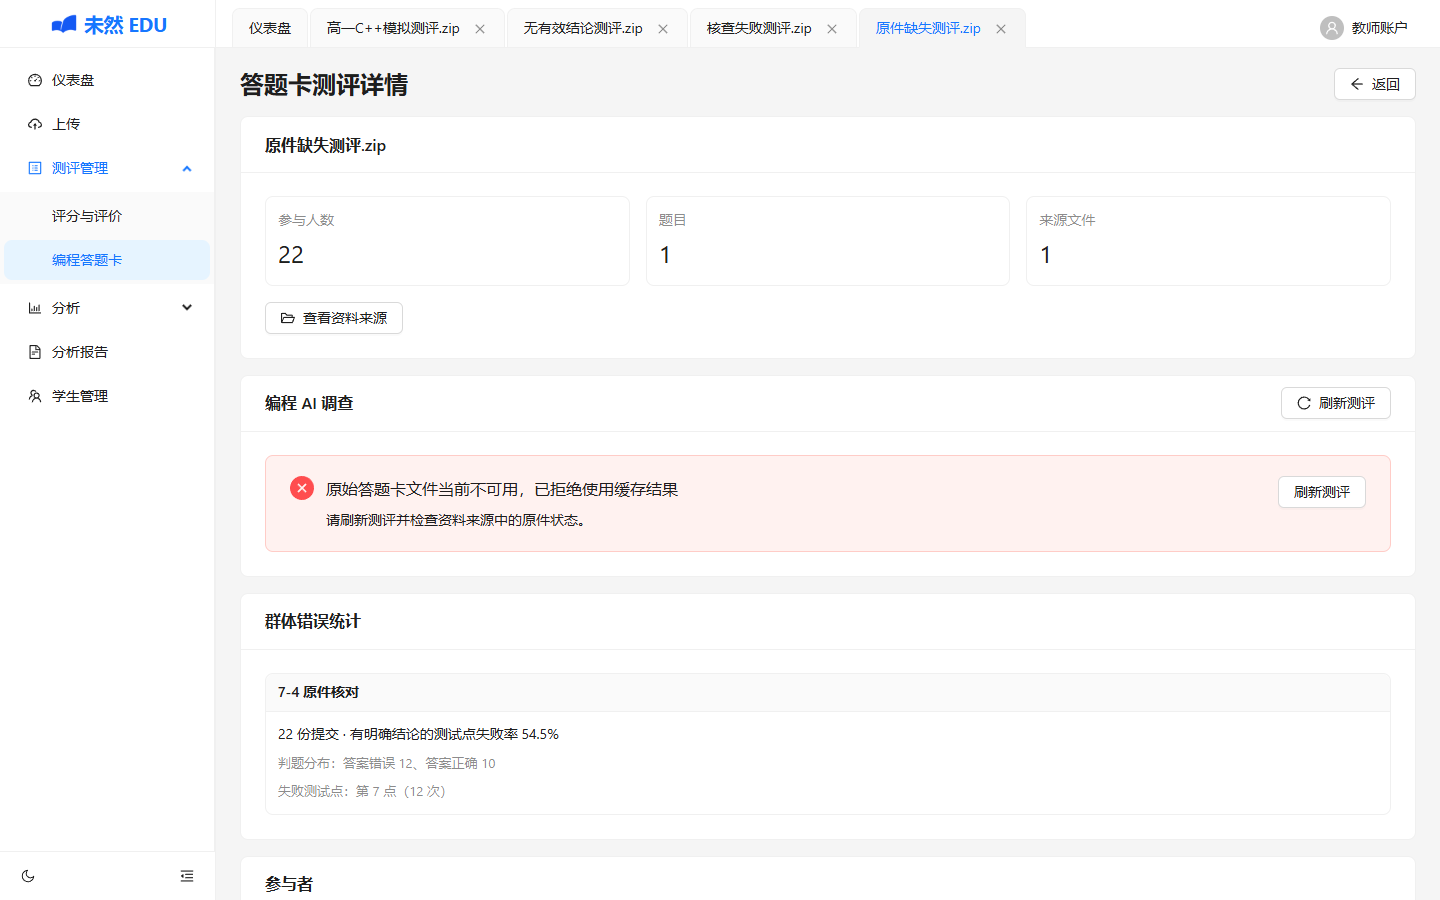 未然 EDU
仪表盘
高一C++模拟测评.zip
无有效结论测评.zip
核查失败测评.zip
原件缺失测评.zip
教师账户
仪表盘
上传
测评管理
评分与评价
编程答题卡
分析
分析报告
学生管理
答题卡测评详情
返回
原件缺失测评.zip
参与人数
22
题目
1
来源文件
1
查看资料来源
编程 AI 调查
刷新测评
原始答题卡文件当前不可用，已拒绝使用缓存结果
请刷新测评并检查资料来源中的原件状态。
刷新测评
群体错误统计
7-4 原件核对
22 份提交 · 有明确结论的测试点失败率 54.5%
判题分布：答案错误 12、答案正确 10
失败测试点：第 7 点（12 次）
参与者